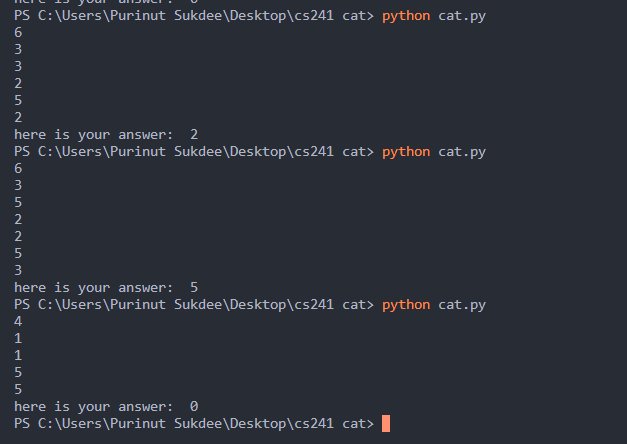 here is your answer:  0
PS C:\Users\Purinut Sukdee\Desktop\cs241 cat> python cat.py
6
3
3
2
5
2
here is your answer:  2
PS C:\Users\Purinut Sukdee\Desktop\cs241 cat> python cat.py
6
3
5
2
2
5
3
here is your answer:  5
PS C:\Users\Purinut Sukdee\Desktop\cs241 cat> python cat.py
4
1
1
5
5
here is your answer:  0
PS C:\Users\Purinut Sukdee\Desktop\cs241 cat>